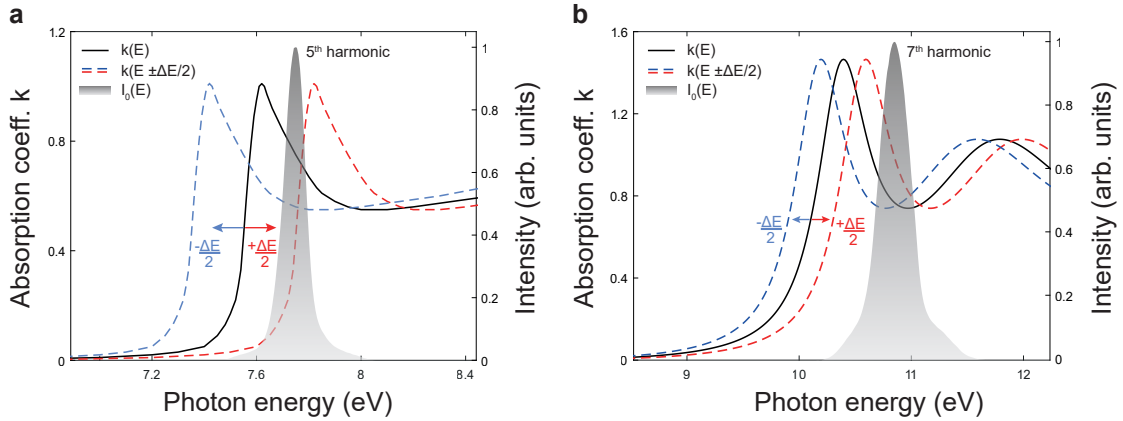 a
Absorption coeff. k
1.2
0.8
0.4
0
k(E)
k(E ±ΔE/2)
I₀(E)
5ᵗʰ harmonic
-ΔE
2
+ΔE
2
1
0.8
0.6
0.4
0.2
0
Intensity (arb. units)
7.2
7.6
8
8.4
Photon energy (eV)
b
Absorption coeff. k
1.6
1.2
0.8
0.4
0
k(E)
k(E ±ΔE/2)
I₀(E)
7ᵗʰ harmonic
-ΔE
2
+ΔE
2
1
0.8
0.6
0.4
0.2
0
Intensity (arb. units)
9
10
11
12
Photon energy (eV)